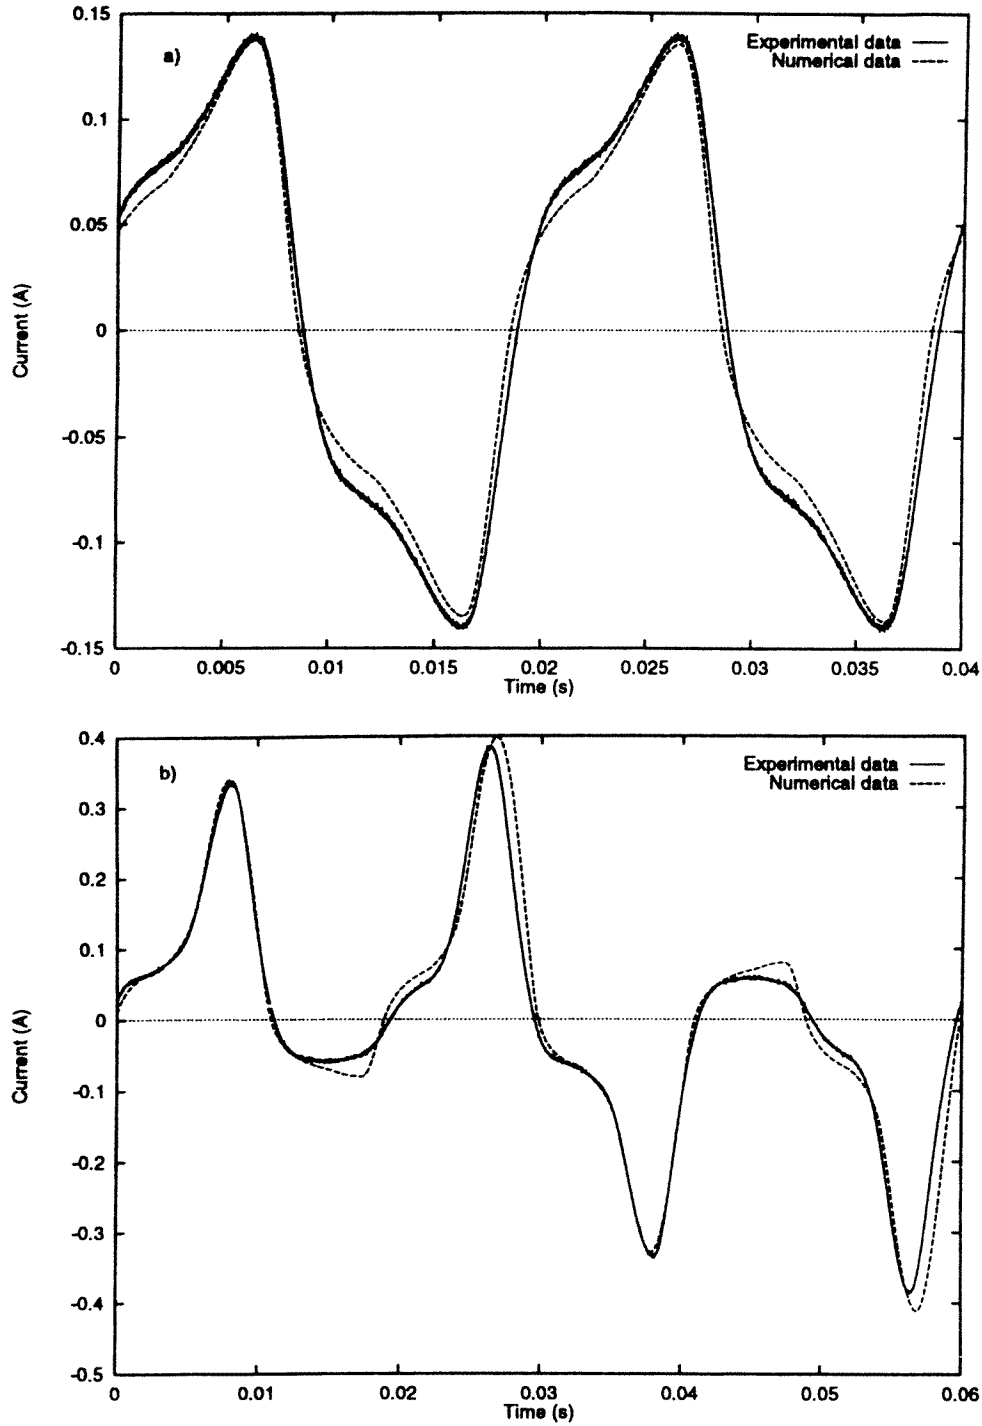 0.15
a)
Experimental data
Numerical data
0.1
0.05
0
Current (A)
-0.05
-0.1
-0.15
0 0.005 0.01 0.015 0.02 0.025 0.03 0.035 0.04
Time (s)
0.4
b)
Experimental data
Numerical data
0.3
0.2
0.1
0
Current (A)
-0.1
-0.2
-0.3
-0.4
-0.5
0 0.01 0.02 0.03 0.04 0.05 0.06
Time (s)